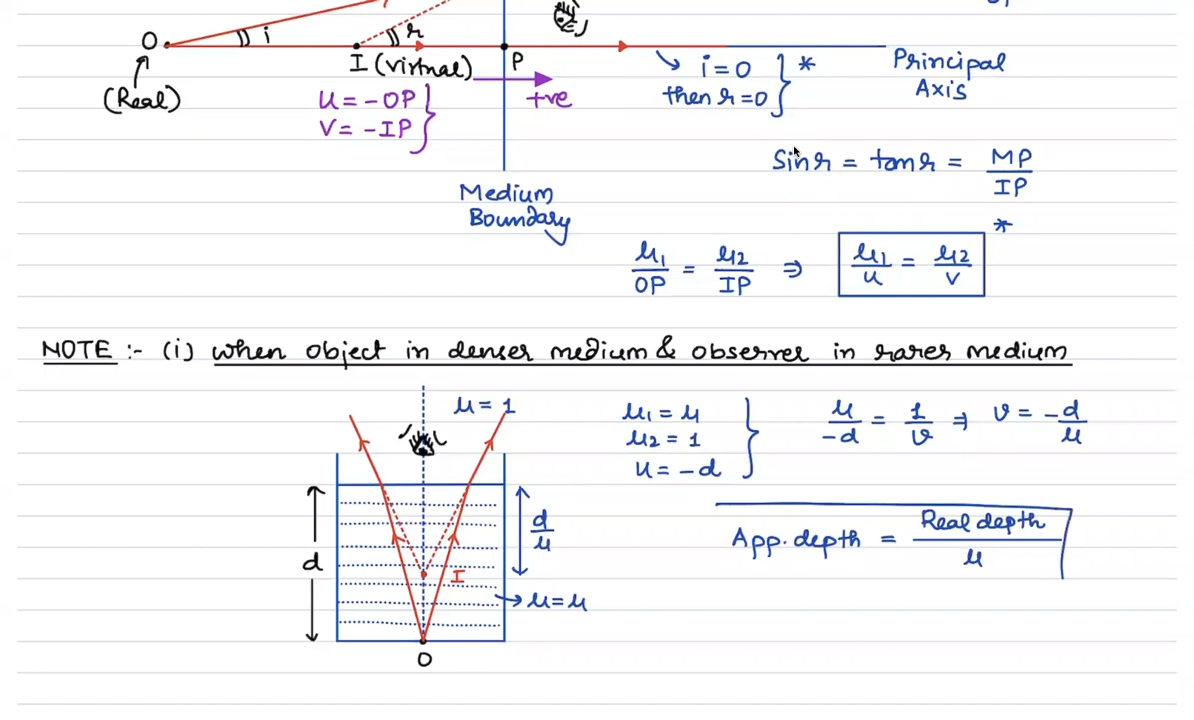 O i r
I (virtual) P
(Real)
u = -OP
V = -IP
+ve
i = 0 *
then r = 0
Principal
Axis
Sin r = tan r = MP/IP
Medium
Boundary
μ1/OP = μ2/IP ⇒ μ1/u = μ2/v *
NOTE :- (i) when object in denser medium & observer in rarer medium
μ = 1
d
d/μ
I
μ = μ
O
μ1 = μ
μ2 = 1
u = -d
μ/-d = 1/v ⇒ v = -d/μ
App. depth = Real depth/μ